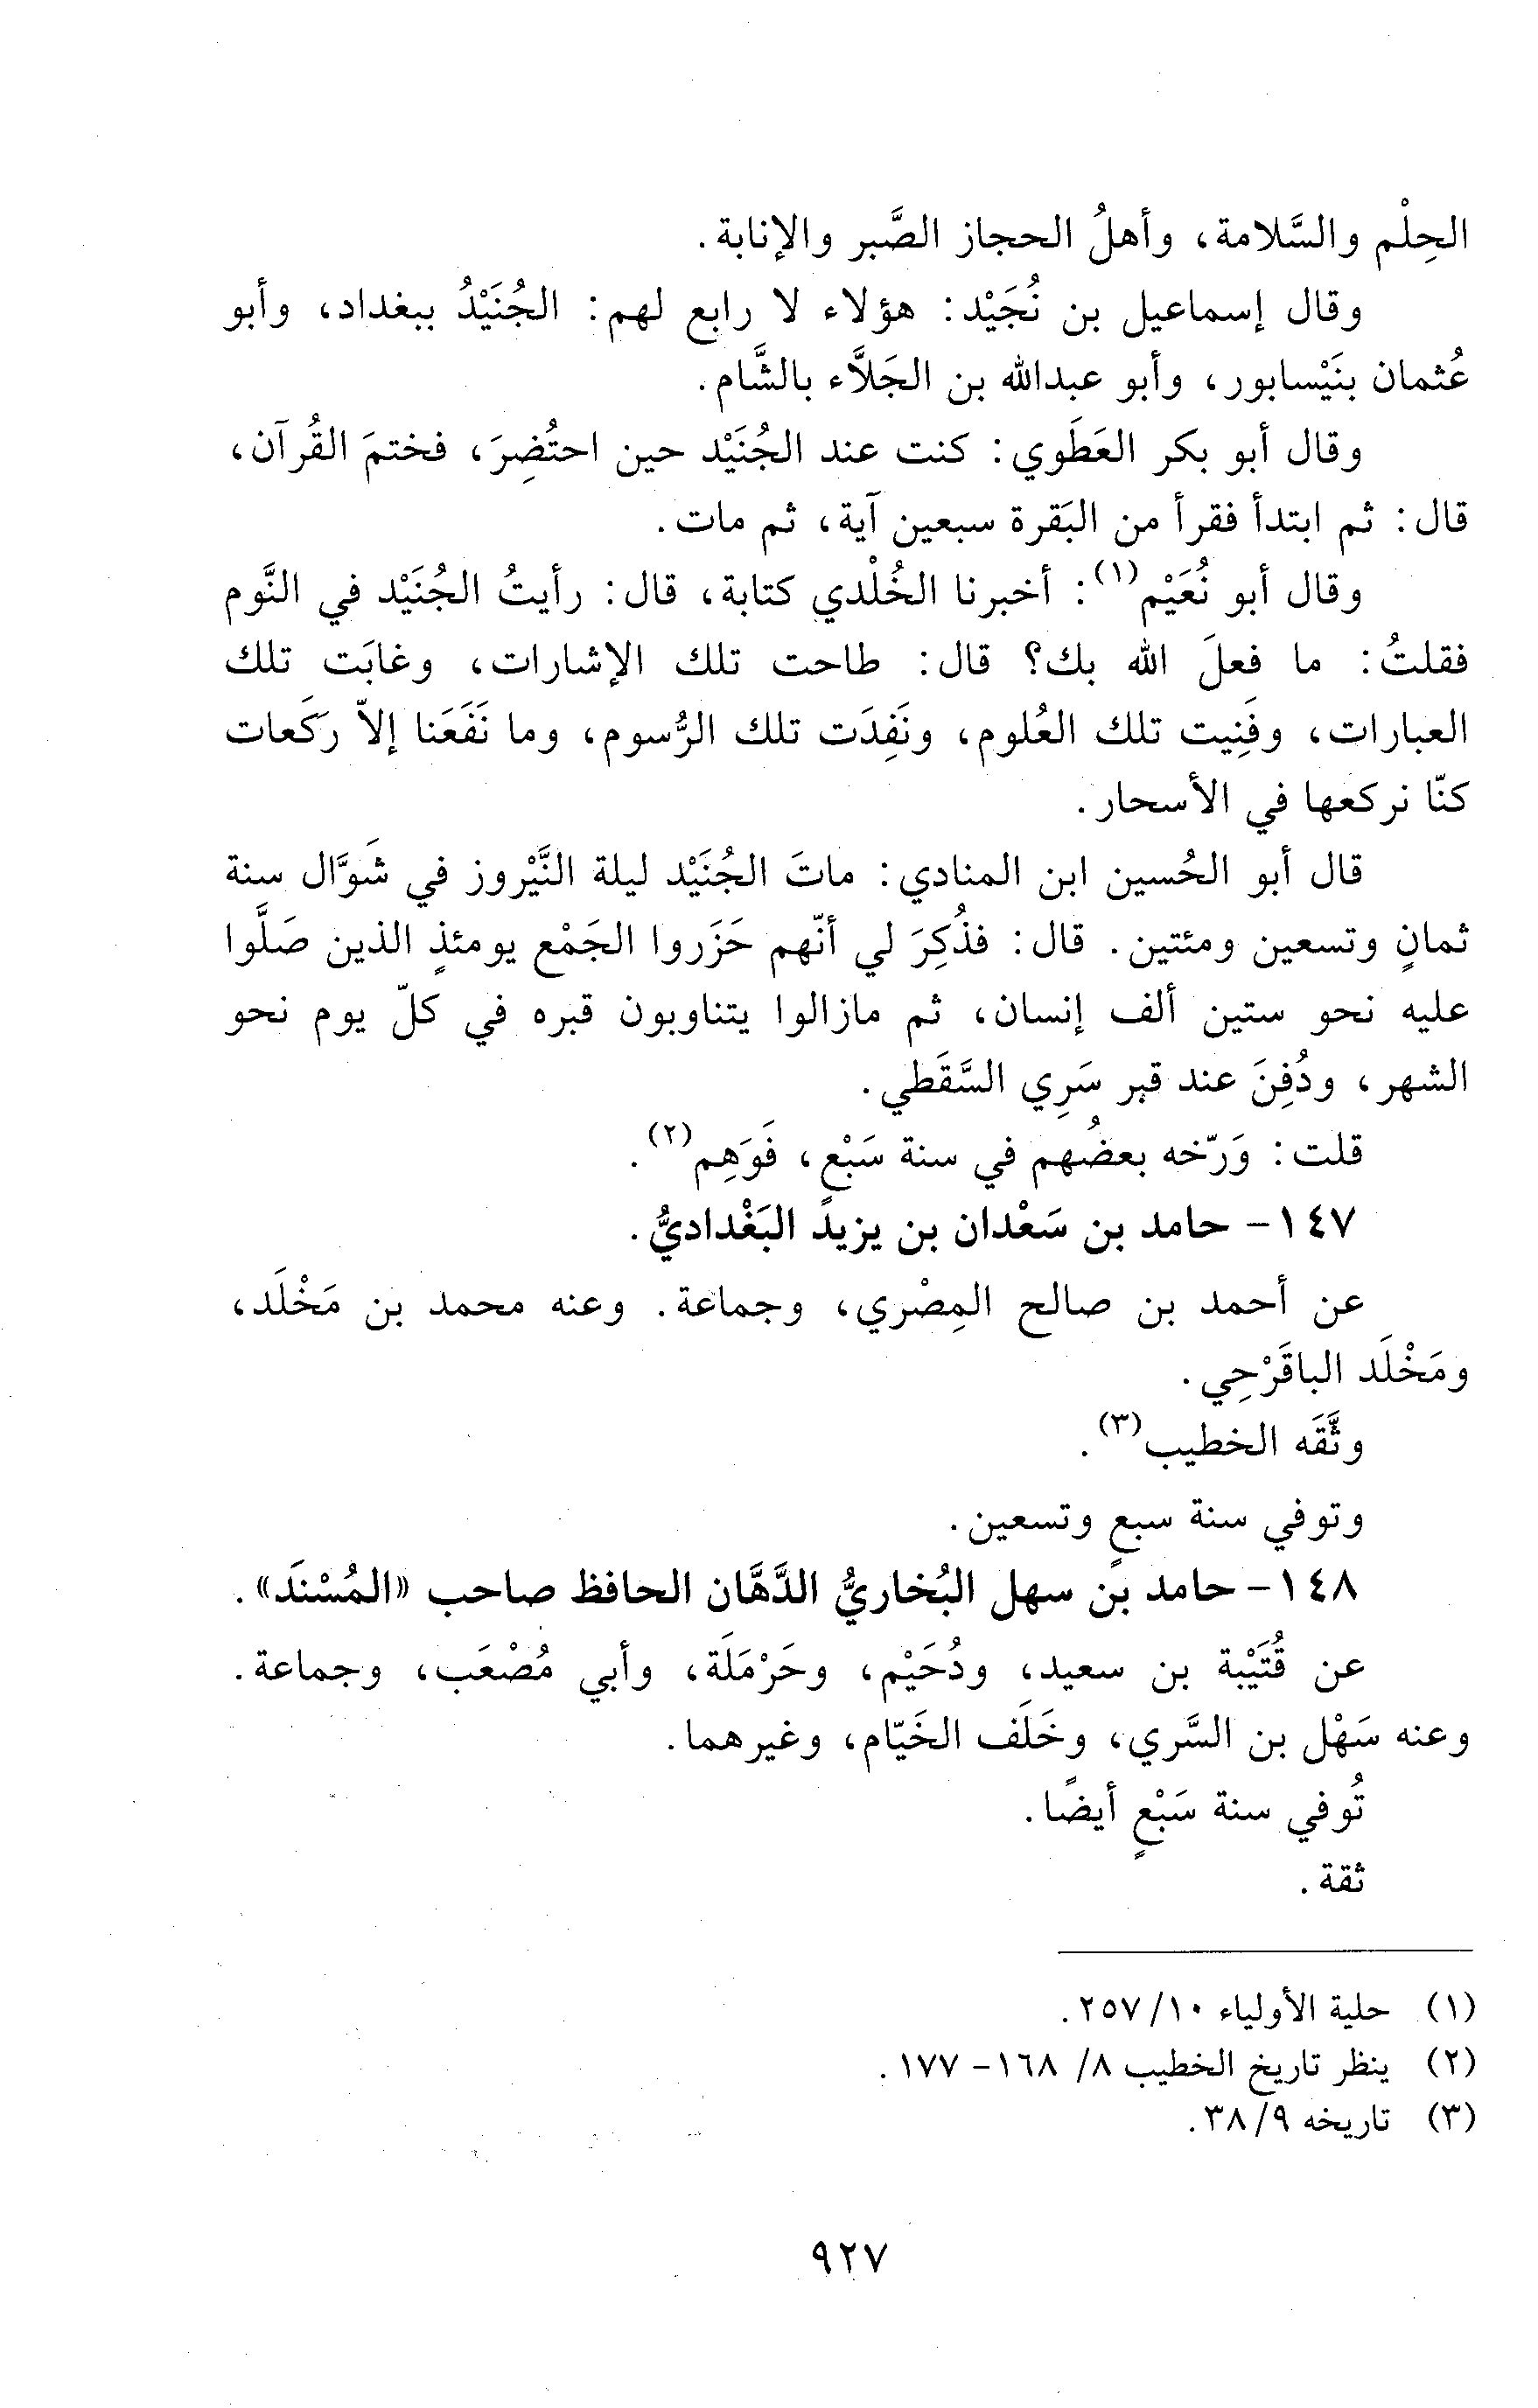 الحِلْم والسَّلامة، وأهلُ الحجاز الصَّبر والإنابة.
وقال إسماعيل بن نُجَيْد: هؤلاء لا رابع لهم: الجُنَيْدُ ببغداد، وأبو
عُثمان بنَيْسابور، وأبو عبدالله بن الجَلَّاء بالشَّام.
وقال أبو بكر العَطَوي: كنت عند الجُنَيْد حين احتُضِرَ، فختمَ القُرآن،
قال: ثم ابتدأ فقرأ من البَقرة سبعين آية، ثم مات.
وقال أبو نُعَيْم(١): أخبرنا الخُلْدي كتابة، قال: رأيتُ الجُنَيْد في النَّوم
فقلتُ: ما فعلَ الله بك؟ قال: طاحت تلك الإشارات، وغابَت تلك
العبارات، وفَنِيت تلك العُلوم، ونَفِدَت تلك الرُّسوم، وما نَفَعَنا إلاّ ركَعات
كنّا نركعها في الأسحار.
قال أبو الحُسين ابن المنادي: ماتَ الجُنَيْد ليلة النَّيْروز في شَوَّال سنة
ثمانٍ وتسعين ومئتين. قال: فذُكِرَ لي أنّهم حَزَروا الجَمْع يومئذٍ الذين صَلَّوا
عليه نحو ستين ألف إنسان، ثم مازالوا يتناوبون قبره في كلّ يوم نحو
الشهر، ودُفِنَ عند قبر سَرِي السَّقَطي.
قلت: وَرّخه بعضُهم في سنة سَبْعٍ، فَوَهِم(٢).
١٤٧- حامد بن سَعْدان بن يزيد البَغْداديُّ.
عن أحمد بن صالح المِصْري، وجماعة. وعنه محمد بن مَخْلَد،
ومَخْلَد الباقَرْحِي.
وثَّقَه الخطيب(٣).
وتوفي سنة سبعٍ وتسعين.
١٤٨- حامد بن سهل البُخاريُّ الدَّهَّان الحافظ صاحب «المُسْنَد».
عن قُتَيْبة بن سعيد، ودُحَيْم، وحَرْمَلَة، وأبي مُصْعَب، وجماعة.
وعنه سَهْل بن السَّري، وخَلَف الخَيّام، وغيرهما.
تُوفي سنة سَبْعٍ أيضًا.
ثقة.
(١) حلية الأولياء ١٠/ ٢٥٧.
(٢) ينظر تاريخ الخطيب ٨/ ١٦٨- ١٧٧.
(٣) تاريخه ٩/ ٣٨.
٩٢٧